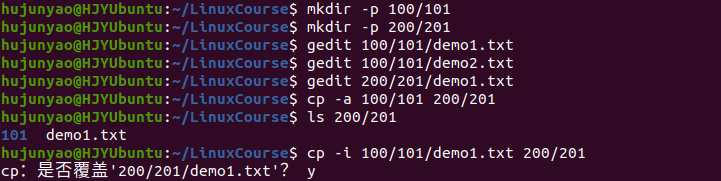 hujunyao@HJYUbuntu:~/LinuxCourse$ mkdir -p 100/101
hujunyao@HJYUbuntu:~/LinuxCourse$ mkdir -p 200/201
hujunyao@HJYUbuntu:~/LinuxCourse$ gedit 100/101/demo1.txt
hujunyao@HJYUbuntu:~/LinuxCourse$ gedit 100/101/demo2.txt
hujunyao@HJYUbuntu:~/LinuxCourse$ gedit 200/201/demo1.txt
hujunyao@HJYUbuntu:~/LinuxCourse$ cp -a 100/101 200/201
hujunyao@HJYUbuntu:~/LinuxCourse$ ls 200/201
101  demo1.txt
hujunyao@HJYUbuntu:~/LinuxCourse$ cp -i 100/101/demo1.txt 200/201
cp：是否覆盖'200/201/demo1.txt'？ y